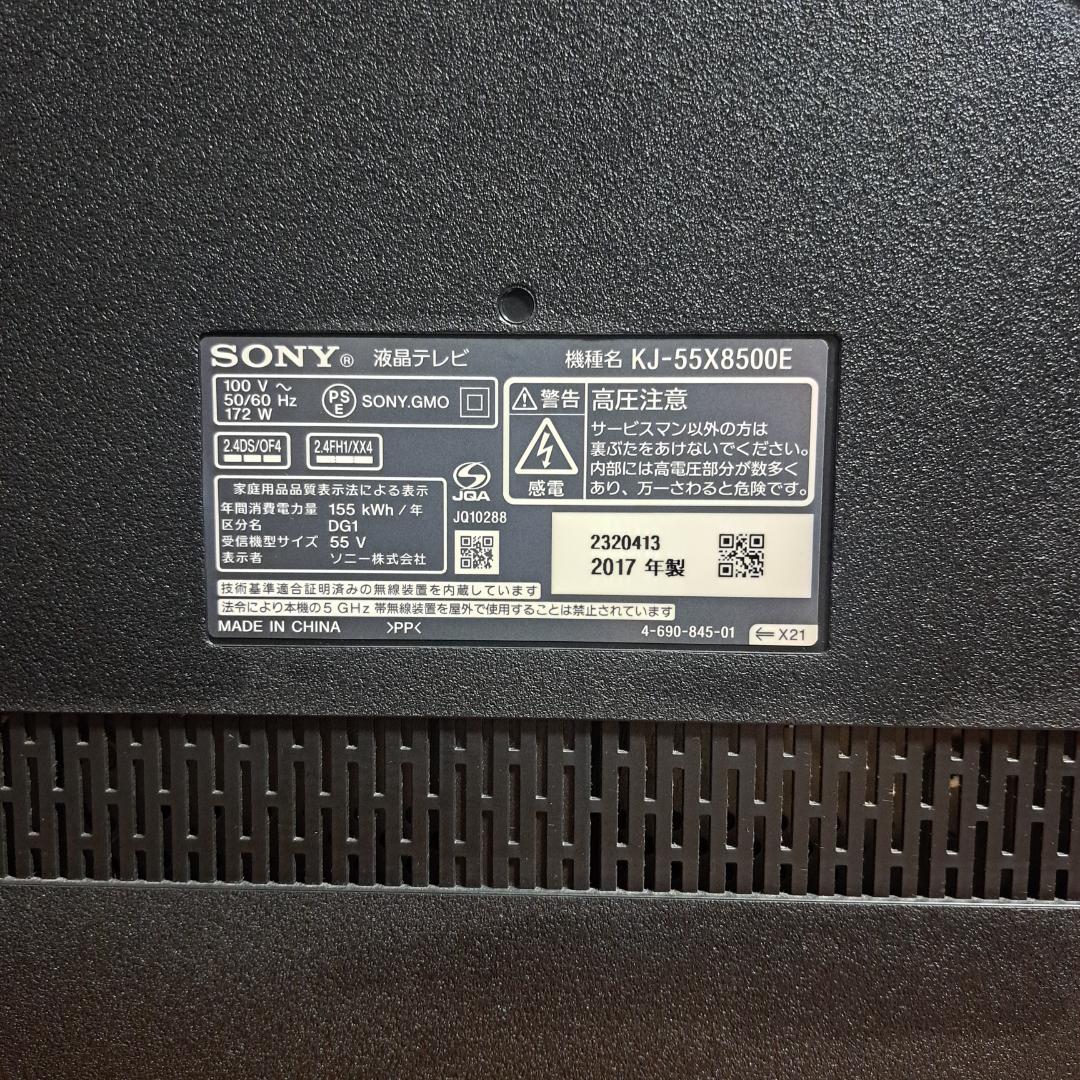 SONY® 液晶テレビ
機種名 KJ-55X8500E
100 V ～
50/60 Hz
172 W
PSE
SONY.GMO
2.4DS/OF4
2.4FH1/XX4
警告
感電
高圧注意
サービスマン以外の方は
裏ぶたをあけないでください。
内部には高電圧部分が数多く
あり、万一さわると危険です。
家庭用品品質表示法による表示
年間消費電力量 155 kWh / 年
区分名 DG1
受信機型サイズ 55 V
表示者 ソニー株式会社
JQA
JQ10288
2320413
2017 年製
技術基準適合証明済みの無線装置を内蔵しています
法令により本機の5 GHz 帯無線装置を屋外で使用することは禁止されています
MADE IN CHINA >PP<
4-690-845-01 ← X21